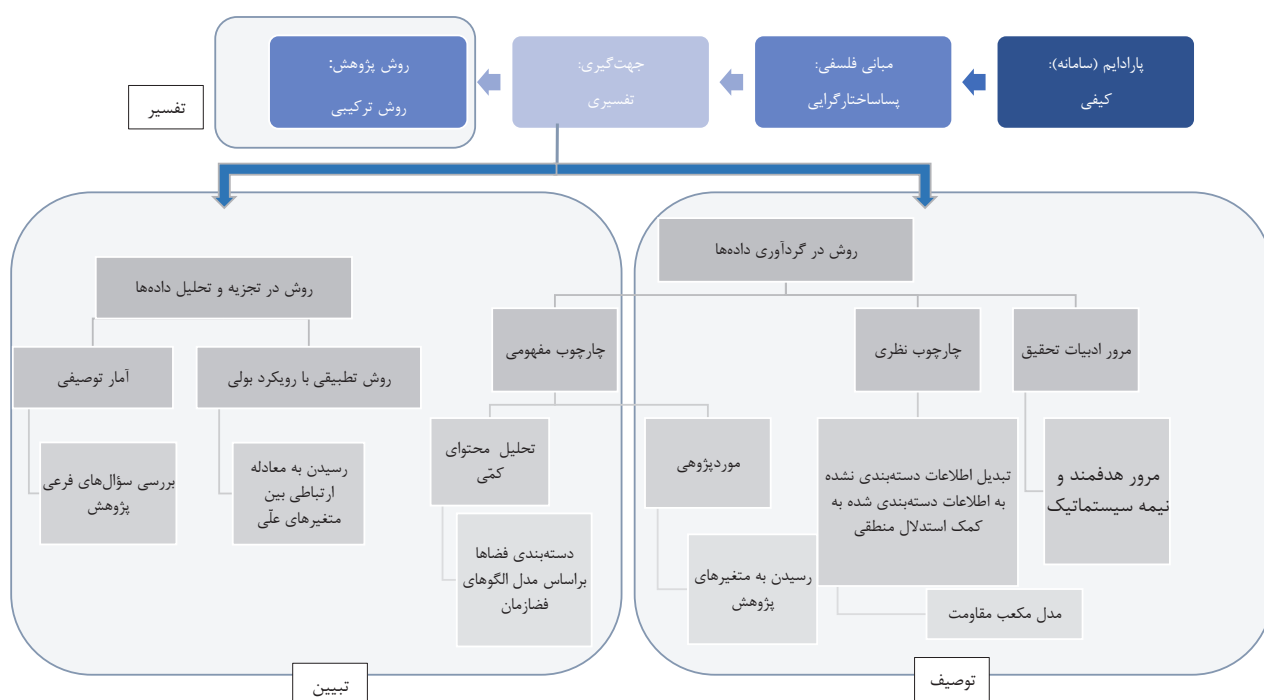 پارادایم (سامانه):
کیفی
مبانی فلسفی:
پساساختارگرایی
جهت‌گیری:
تفسیری
روش پژوهش:
روش ترکیبی
تفسیر
روش در گردآوری داده‌ها
مرور ادبیات تحقیق
مرور هدفمند و
نیمه سیستماتیک
چارچوب نظری
تبدیل اطلاعات دسته‌بندی نشده
به اطلاعات دسته‌بندی شده به
کمک استدلال منطقی
مدل مکعب مقاومت
چارچوب مفهومی
موردپژوهی
رسیدن به متغیرهای
پژوهش
تحلیل محتوای
کمّی
دسته‌بندی فضاها
براساس مدل الگوهای
فضازمان
توصیف
روش در تجزیه و تحلیل داده‌ها
روش تطبیقی با رویکرد بولی
رسیدن به معادله
ارتباطی بین
متغیرهای علّی
آمار توصیفی
بررسی سؤال‌های فرعی
پژوهش
تبیین